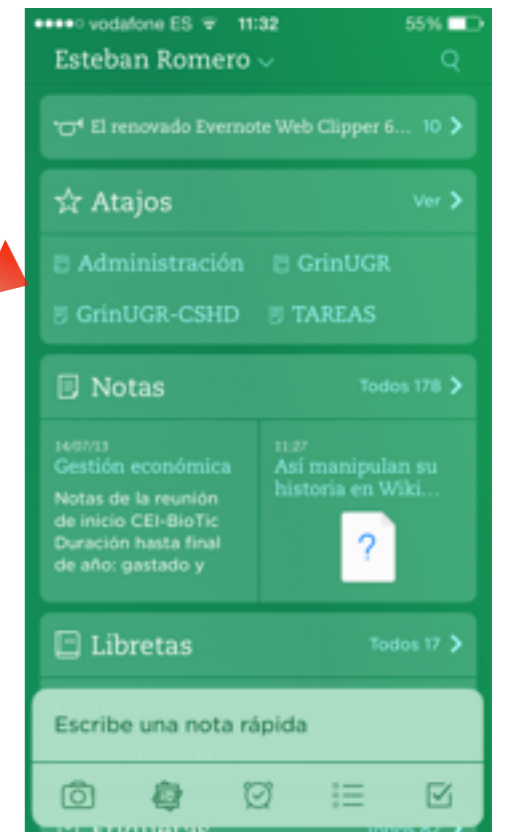 vodafone ES 11:32 55%
Esteban Romero
El renovado Evernote Web Clipper 6... 10
Atajos Ver
Administración GrinUGR
GrinUGR-CSHD TAREAS
Notas Todos 178
14/07/13
Gestión económica
Notas de la reunión
de inicio CEI-BioTic
Duración hasta final
de año: gastado y
11:27
Así manipulan su
historia en Wiki...
?
Libretas Todos 17
Escribe una nota rápida